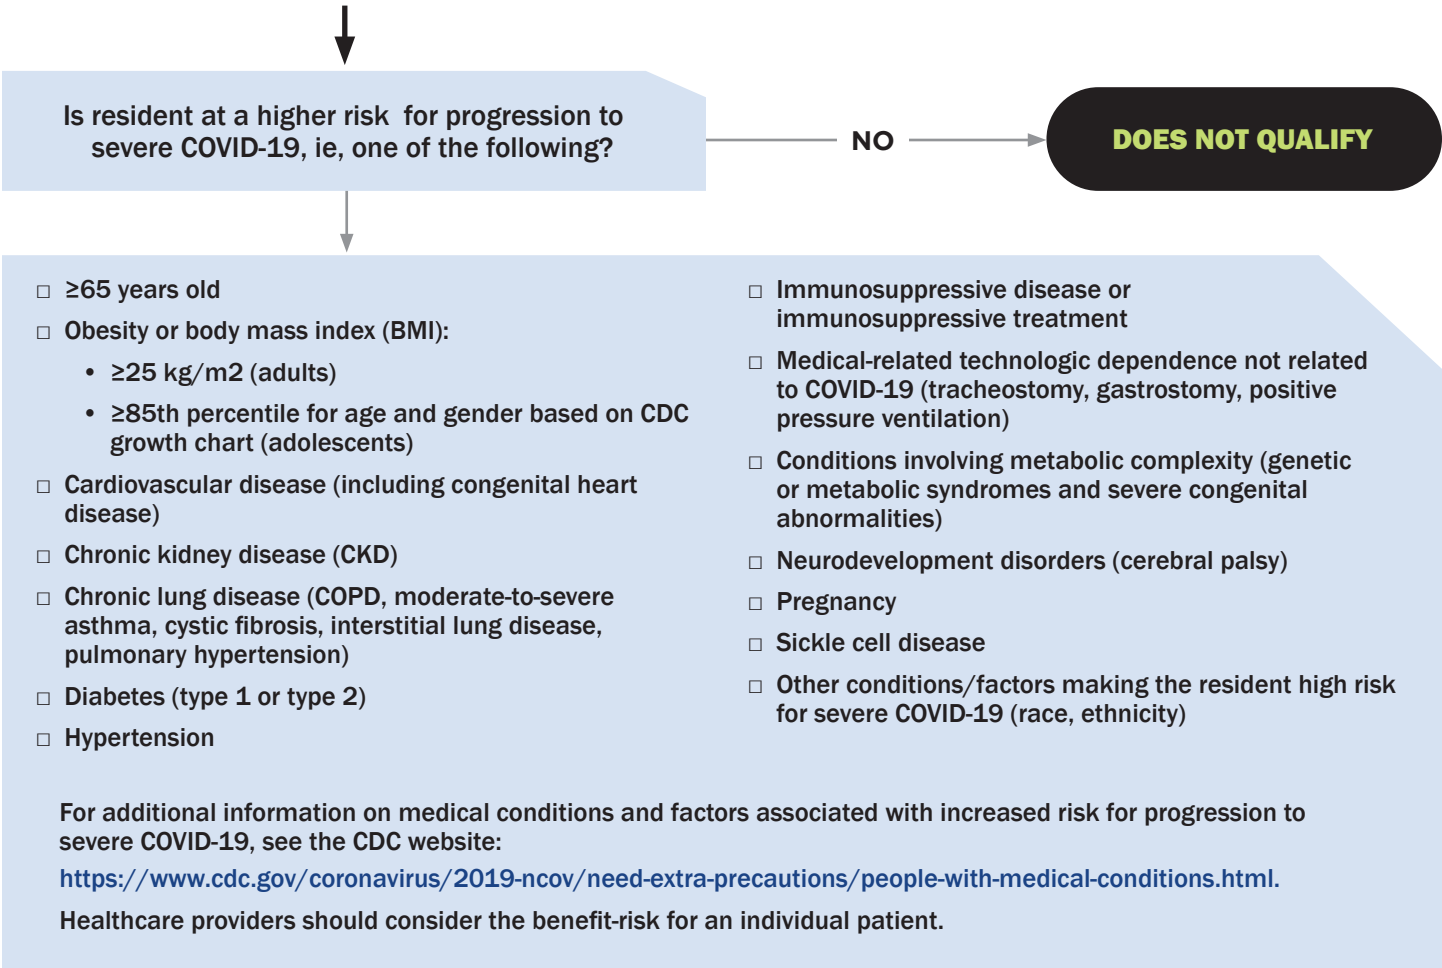 Is resident at a higher risk for progression to
severe COVID-19, ie, one of the following?
NO
DOES NOT QUALIFY
□ ≥65 years old
□ Obesity or body mass index (BMI):
• ≥25 kg/m2 (adults)
• ≥85th percentile for age and gender based on CDC
growth chart (adolescents)
□ Cardiovascular disease (including congenital heart
disease)
□ Chronic kidney disease (CKD)
□ Chronic lung disease (COPD, moderate-to-severe
asthma, cystic fibrosis, interstitial lung disease,
pulmonary hypertension)
□ Diabetes (type 1 or type 2)
□ Hypertension
□ Immunosuppressive disease or
immunosuppressive treatment
□ Medical-related technologic dependence not related
to COVID-19 (tracheostomy, gastrostomy, positive
pressure ventilation)
□ Conditions involving metabolic complexity (genetic
or metabolic syndromes and severe congenital
abnormalities)
□ Neurodevelopment disorders (cerebral palsy)
□ Pregnancy
□ Sickle cell disease
□ Other conditions/factors making the resident high risk
for severe COVID-19 (race, ethnicity)
For additional information on medical conditions and factors associated with increased risk for progression to
severe COVID-19, see the CDC website:
https://www.cdc.gov/coronavirus/2019-ncov/need-extra-precautions/people-with-medical-conditions.html.
Healthcare providers should consider the benefit-risk for an individual patient.